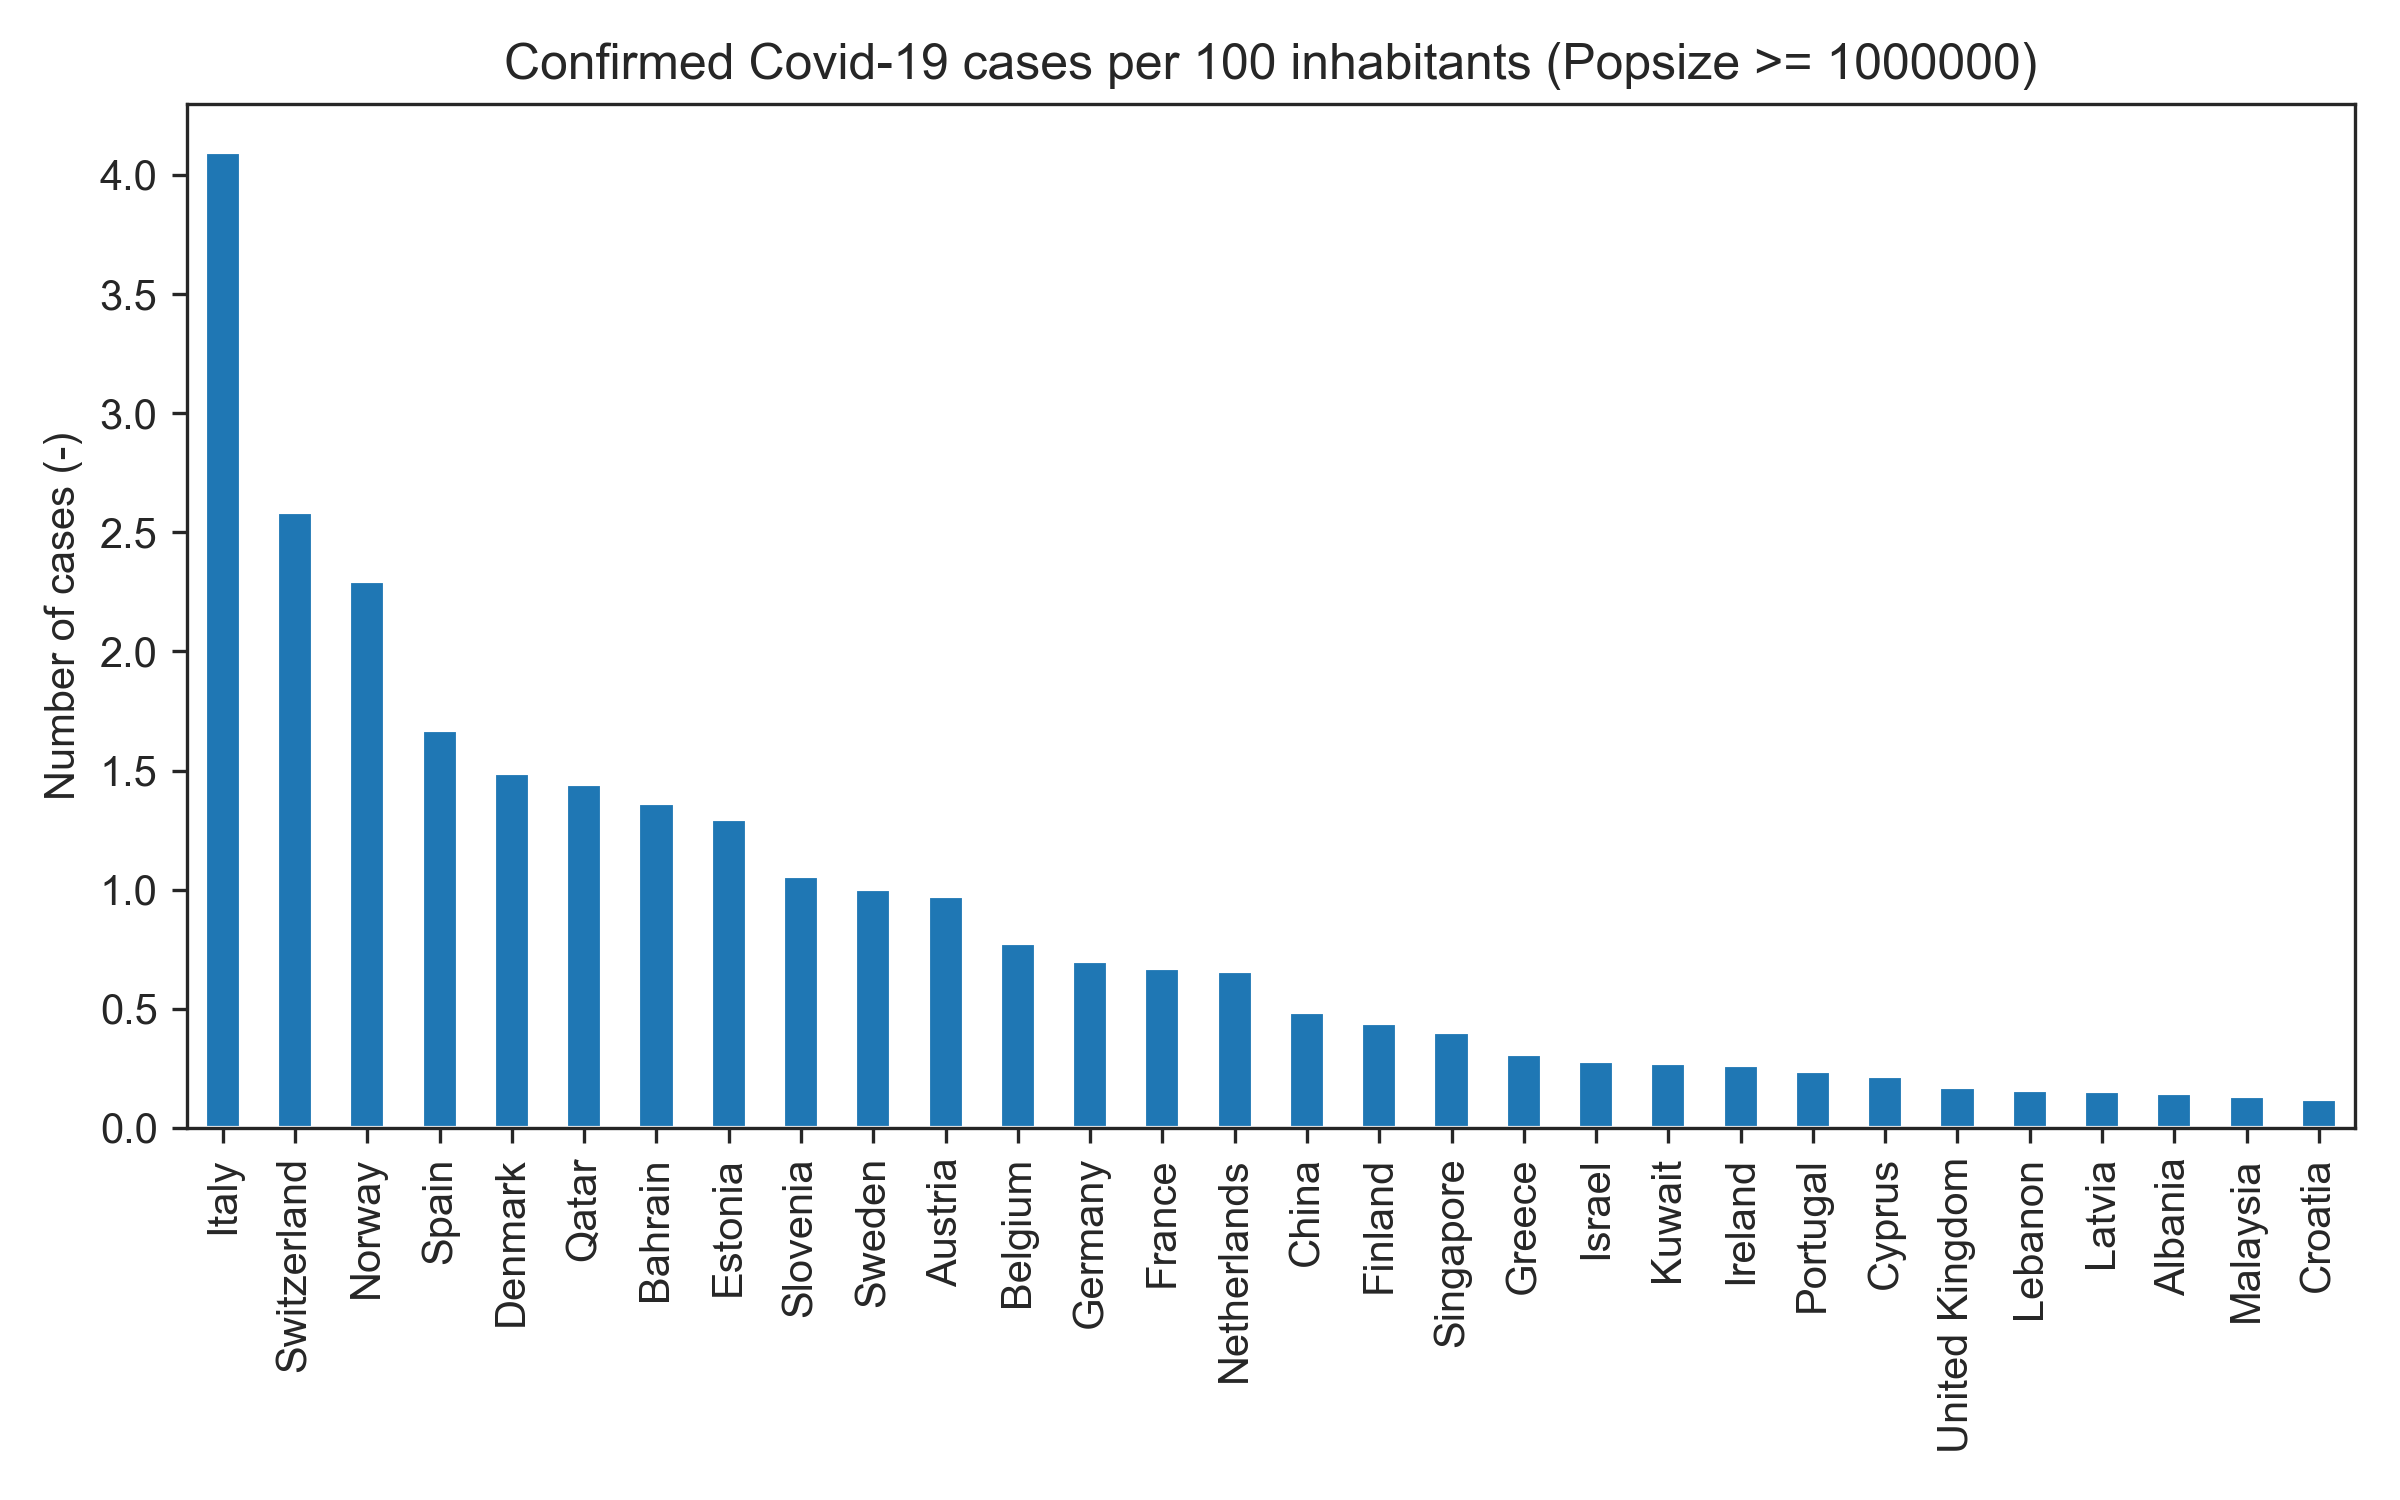 Confirmed Covid-19 cases per 100 inhabitants (Popsize >= 1000000)
Number of cases (-)
4.0
3.5
3.0
2.5
2.0
1.5
1.0
0.5
0.0
Italy
Switzerland
Norway
Spain
Denmark
Qatar
Bahrain
Estonia
Slovenia
Sweden
Austria
Belgium
Germany
France
Netherlands
China
Finland
Singapore
Greece
Israel
Kuwait
Ireland
Portugal
Cyprus
United Kingdom
Lebanon
Latvia
Albania
Malaysia
Croatia